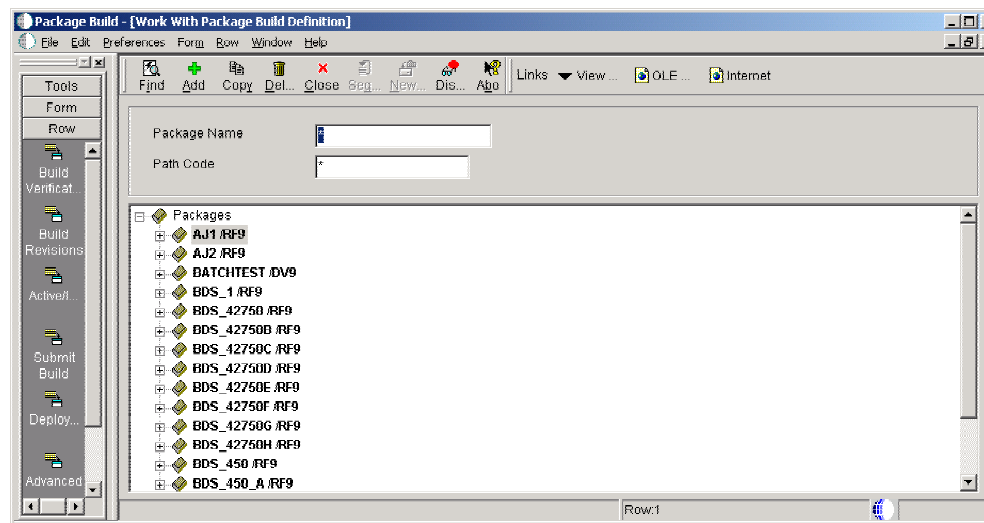 Package Build - [Work With Package Build Definition]
File Edit Preferences Form Row Window Help
Tools
Form
Row
Build
Verificat...
Build
Revisions
Active/I...
Submit
Build
Deploy...
Advanced
Find Add Copy Del... Close Seq... New... Dis... Abo Links View ... OLE ... Internet
Package Name *
Path Code *
Packages
AJ1 /RF9
AJ2 /RF9
BATCHTEST /DV9
BDS_1 /RF9
BDS_42750 /RF9
BDS_42750B /RF9
BDS_42750C /RF9
BDS_42750D /RF9
BDS_42750E /RF9
BDS_42750F /RF9
BDS_42750G /RF9
BDS_42750H /RF9
BDS_450 /RF9
BDS_450_A /RF9
Row:1